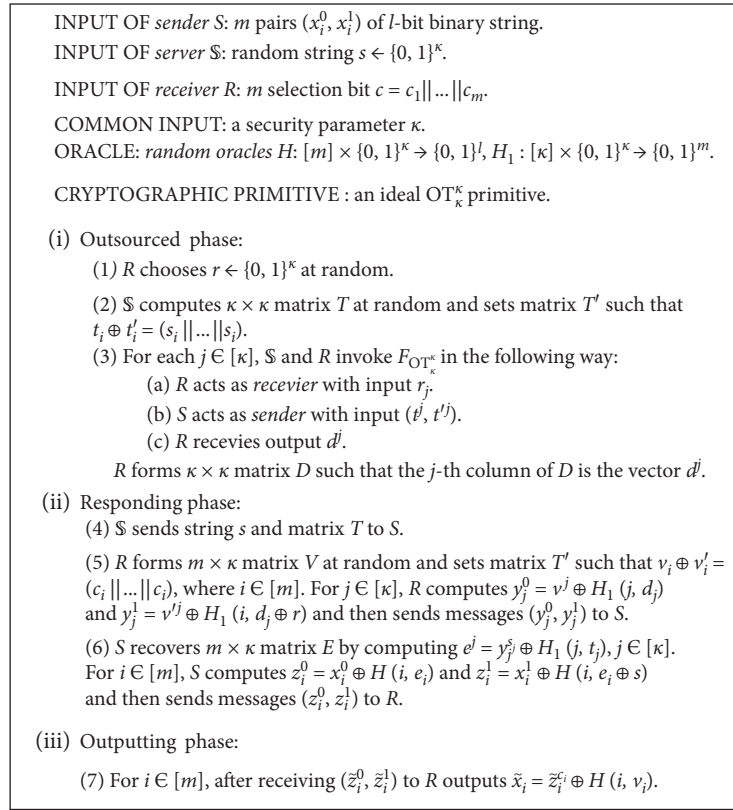 INPUT OF sender S: m pairs (x_i^0, x_i^1) of l-bit binary string.
INPUT OF server 𝕊: random string s ← {0, 1}^κ.
INPUT OF receiver R: m selection bit c = c_1|| ... ||c_m.
COMMON INPUT: a security parameter κ.
ORACLE: random oracles H: [m] × {0, 1}^κ → {0, 1}^l, H_1 : [κ] × {0, 1}^κ → {0, 1}^m.
CRYPTOGRAPHIC PRIMITIVE : an ideal OT_κ^κ primitive.
(i) Outsourced phase:
(1) R chooses r ← {0, 1}^κ at random.
(2) 𝕊 computes κ × κ matrix T at random and sets matrix T′ such that
t_i ⊕ t′_i = (s_i || ... ||s_i).
(3) For each j ∈ [κ], 𝕊 and R invoke F_{OT_κ^κ} in the following way:
(a) R acts as recevier with input r_j.
(b) S acts as sender with input (t^j, t′^j).
(c) R recevies output d^j.
R forms κ × κ matrix D such that the j-th column of D is the vector d^j.
(ii) Responding phase:
(4) 𝕊 sends string s and matrix T to S.
(5) R forms m × κ matrix V at random and sets matrix T′ such that v_i ⊕ v′_i =
(c_i || ... ||c_i), where i ∈ [m]. For j ∈ [κ], R computes y_j^0 = v^j ⊕ H_1 (j, d_j)
and y_j^1 = v′^j ⊕ H_1 (i, d_j ⊕ r) and then sends messages (y_j^0, y_j^1) to S.
(6) S recovers m × κ matrix E by computing e^j = y_j^{s_j} ⊕ H_1 (j, t_j), j ∈ [κ].
For i ∈ [m], S computes z_i^0 = x_i^0 ⊕ H (i, e_i) and z_i^1 = x_i^1 ⊕ H (i, e_i ⊕ s)
and then sends messages (z_i^0, z_i^1) to R.
(iii) Outputting phase:
(7) For i ∈ [m], after receiving (z̃_i^0, z̃_i^1) to R outputs x̃_i = z̃_i^{c_i} ⊕ H (i, v_i).